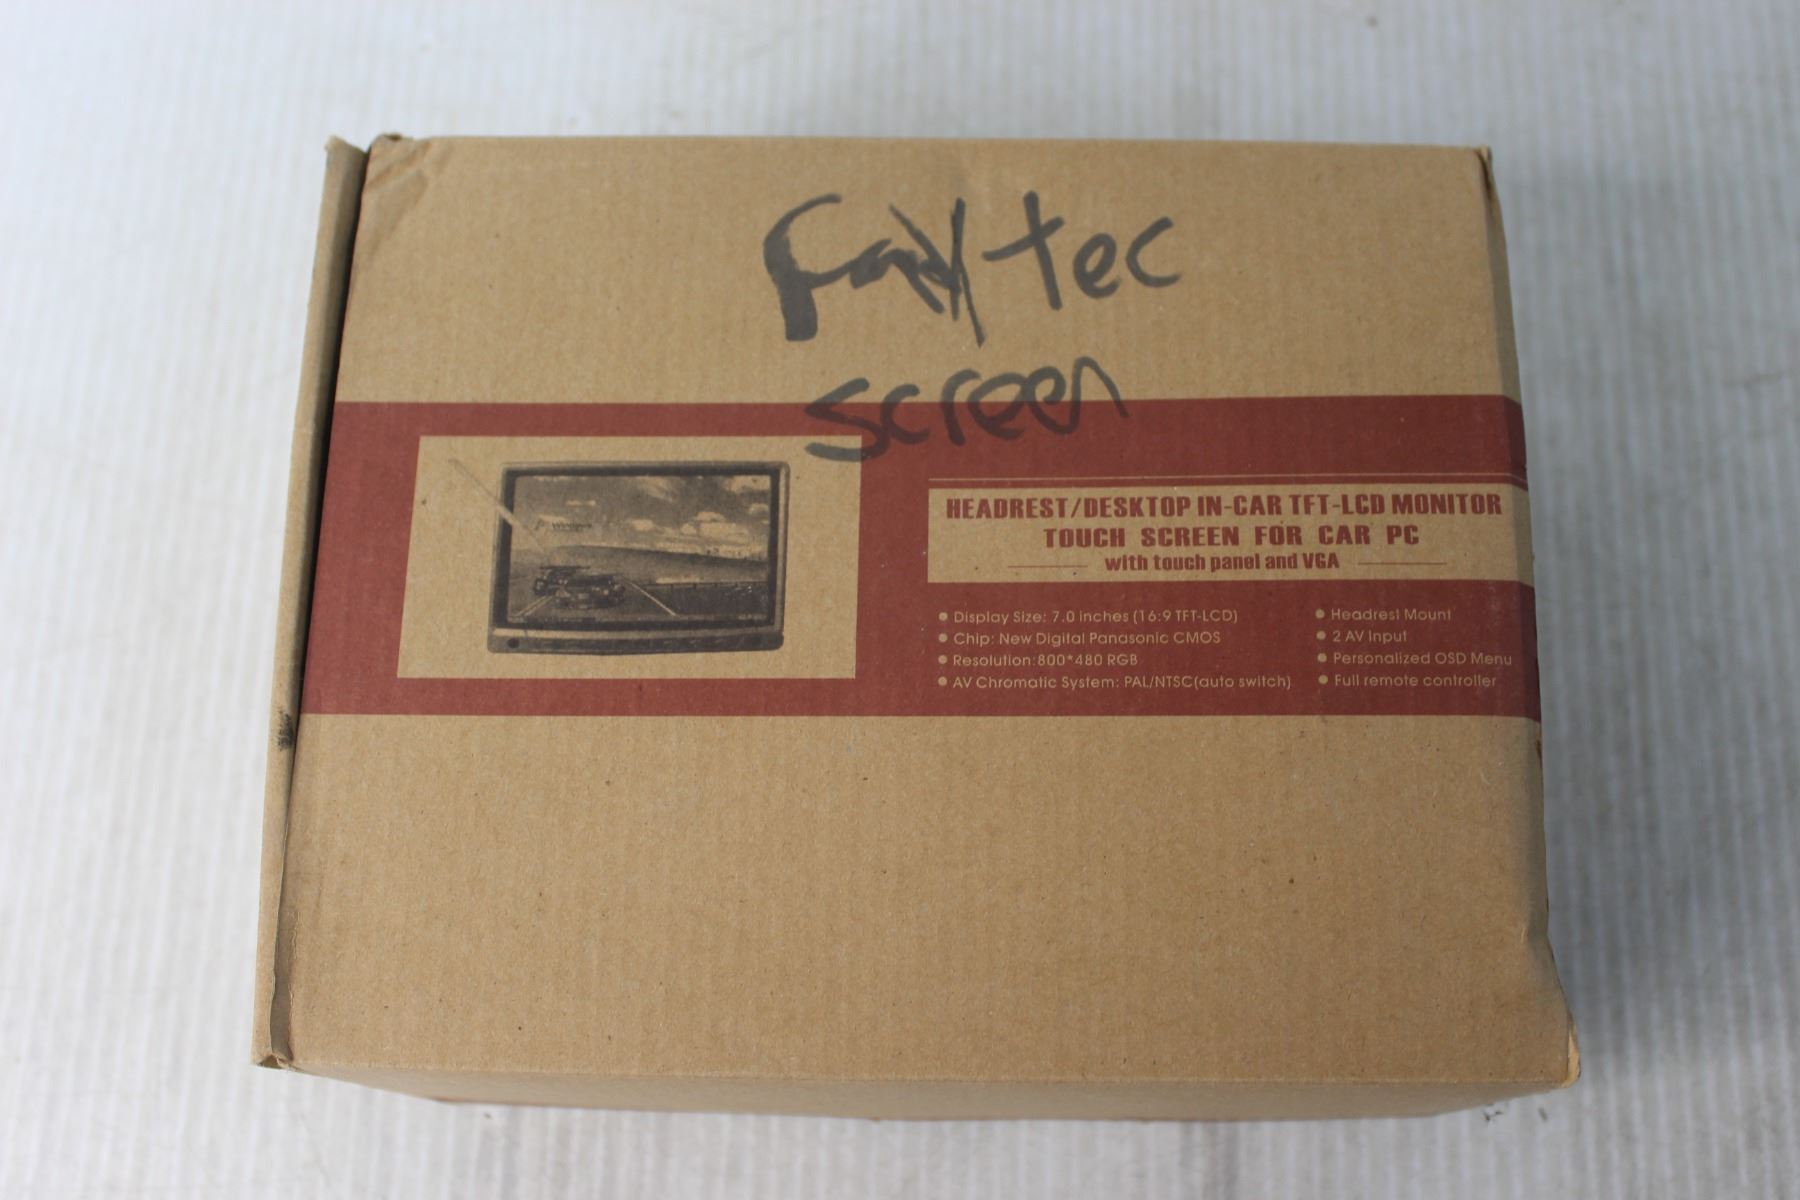 Faytec
screen
HEADREST/DESKTOP IN-CAR TFT-LCD MONITOR
TOUCH SCREEN FOR CAR PC
with touch panel and VGA
• Display Size: 7.0 inches (16:9 TFT-LCD)
• Chip: New Digital Panasonic CMOS
• Resolution:800*480 RGB
• AV Chromatic System: PAL/NTSC(auto switch)
• Headrest Mount
• 2 AV Input
• Personalized OSD Menu
• Full remote controller
Windows